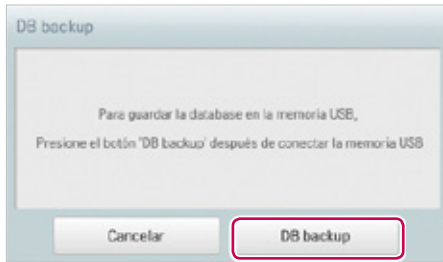 DB backup
Para guardar la database en la memoria USB,
Presione el botón 'DB backup' después de conectar la memoria USB
Cancelar
DB backup